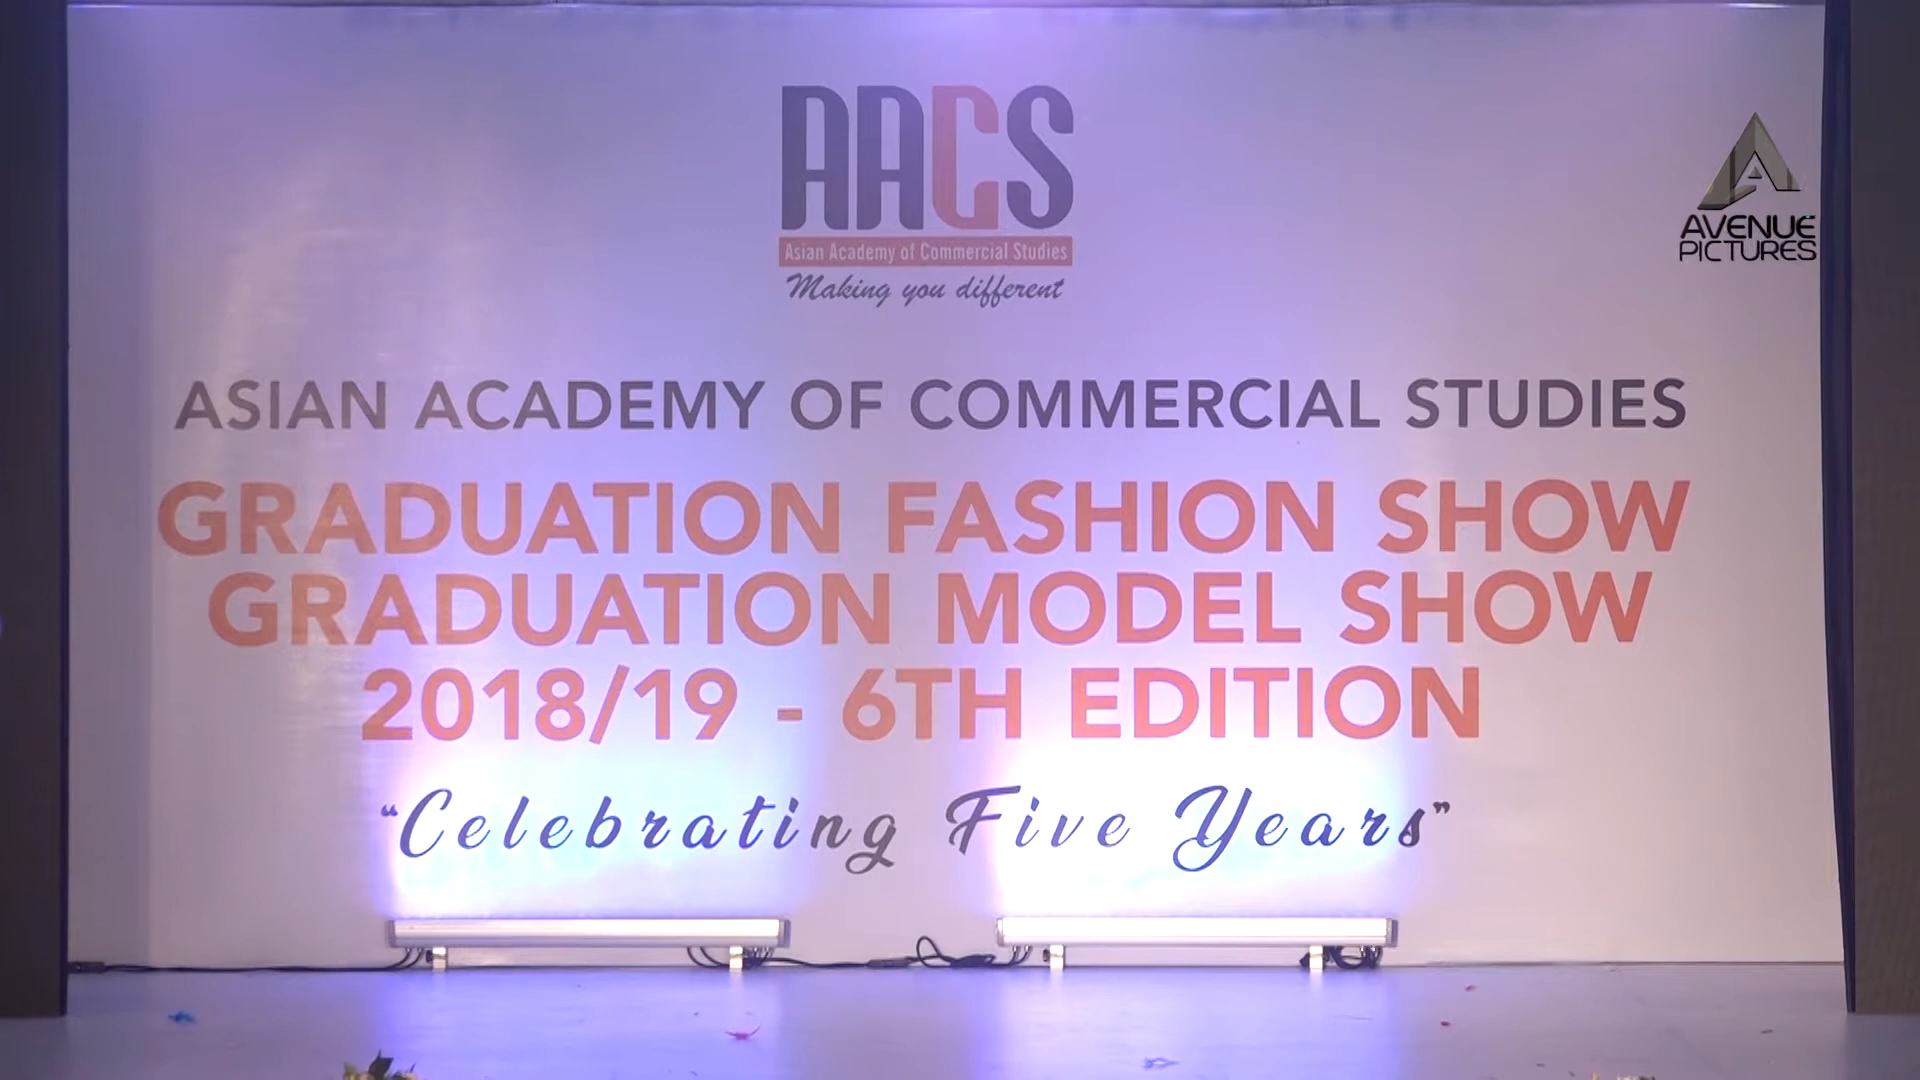 AACS
Asian Academy of Commercial Studies
Making you different
AVENUE
PICTURES
ASIAN ACADEMY OF COMMERCIAL STUDIES
GRADUATION FASHION SHOW
GRADUATION MODEL SHOW
2018/19 - 6TH EDITION
“Celebrating Five Years”